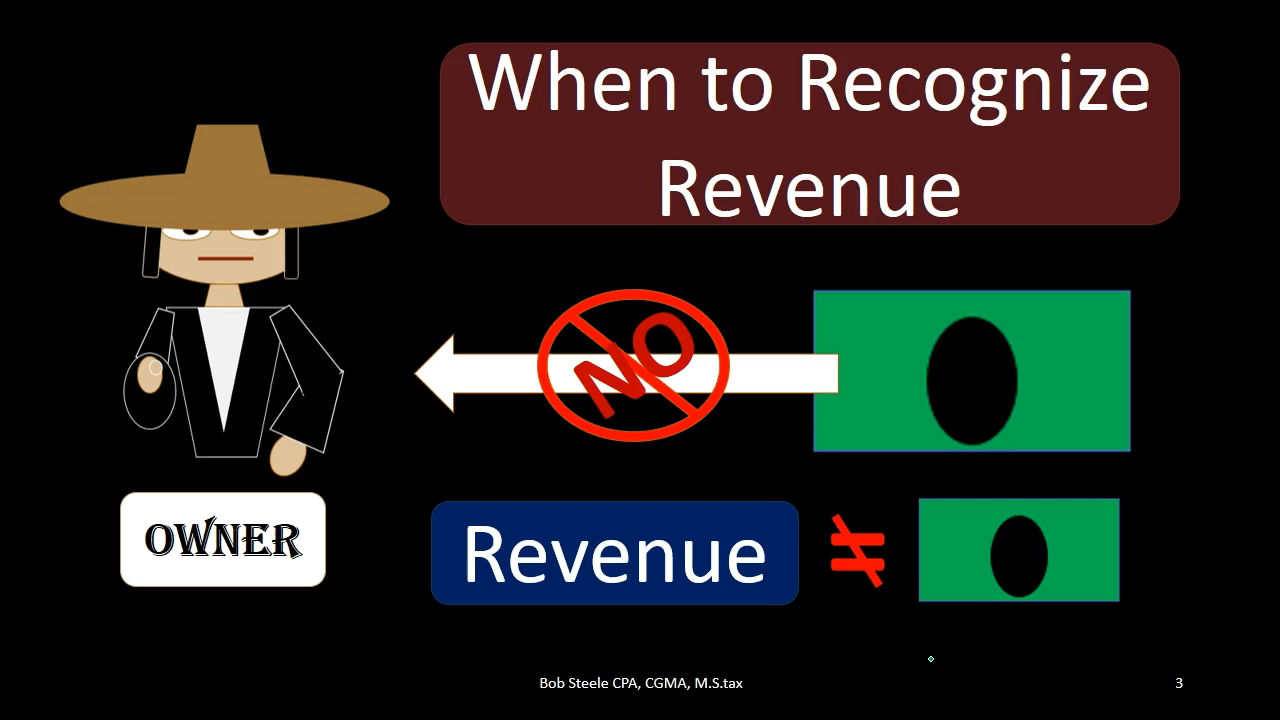 When to Recognize
Revenue
NO
OWNER
Revenue ≠
Bob Steele CPA, CGMA, M.S.tax
3